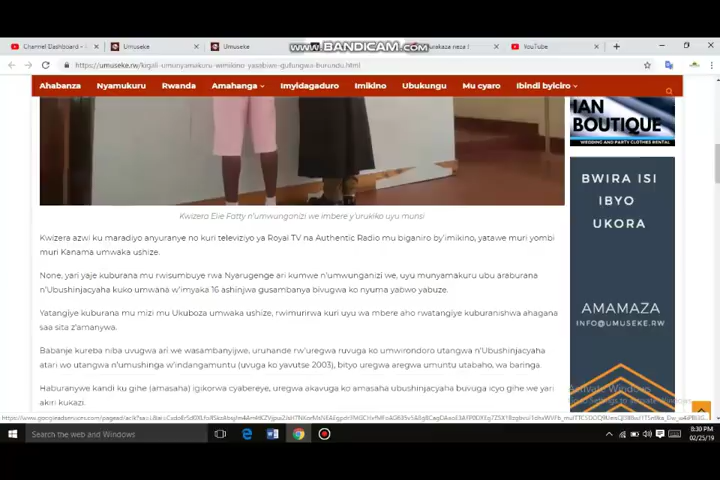 www.BANDICAM.com
Channel Dashboard - 
Umuseke
Umuseke
YouTube
https://umuseke.rw/kigali-umunyamakuru-wimikino-yasabiwe-gufungwa-burundu.html
Ahabanza Nyamukuru Rwanda Amahanga Imyidagaduro Imikino Ubukungu Mu cyaro Ibindi byiciro
IAN
BOUTIQUE
WEDDING AND PARTY CLOTHES RENTAL
Kwizera Elie Fatty n'umwunganizi we imbere y'urukiko uyu munsi
Kwizera azwi ku maradiyo anyuranye no kuri televiziyo ya Royal TV na Authentic Radio mu biganiro by'imikino, yatawe muri yombi
muri Kanama umwaka ushize.
None, yari yaje kuburana mu rwisumbuye rwa Nyarugenge ari kumwe n'umwunganizi we, uyu munyamakuru ubu araburana
n'Ubushinjacyaha kuko umwana w'imyaka 16 ashinjwa gusambanya bivugwa ko nyuma yabwo yabuze.
Yatangiye kuburana mu mizi mu Ukuboza umwaka ushize, rwimurirwa kuri uyu wa mbere aho rwatangiye kuburanishwa ahagana
saa sita z'amanywa.
Babanje kureba niba uvugwa ari we wasambanyijwe, uruhande rw'uregwa ruvuga ko umwirondoro utangwa n'Ubushinjacyaha
atari wo utangwa n'umushinga w'indangamuntu (uvuga ko yavutse 2003), bityo uregwa aregwa umuntu utabaho, wa baringa.
Haburanywe kandi ku gihe (amasaha) igikorwa cyabereye, uregwa akavuga ko amasaha ubushinjacyaha buvuga icyo gihe we yari
akiri kukazi.
BWIRA ISI
IBYO
UKORA
AMAMAZA
INFO@UMUSEKE.RW
Activate Windows
Search the web and Windows
8:30 PM
02/25/19